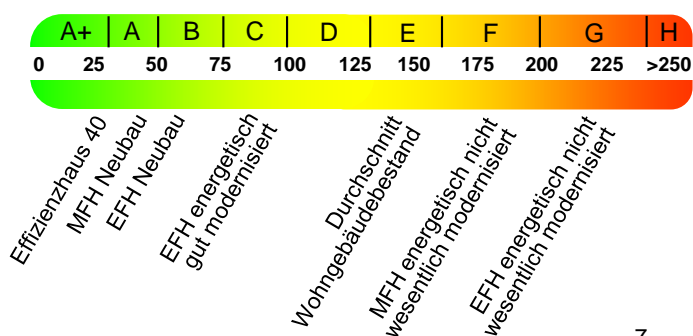 A+ A B C D E F G H
0 25 50 75 100 125 150 175 200 225 >250
Effizienzhaus 40
MFH Neubau
EFH Neubau
EFH energetisch
gut modernisiert
Durchschnitt
Wohngebäudebestand
MFH energetisch nicht
wesentlich modernisiert
EFH energetisch nicht
wesentlich modernisiert
7